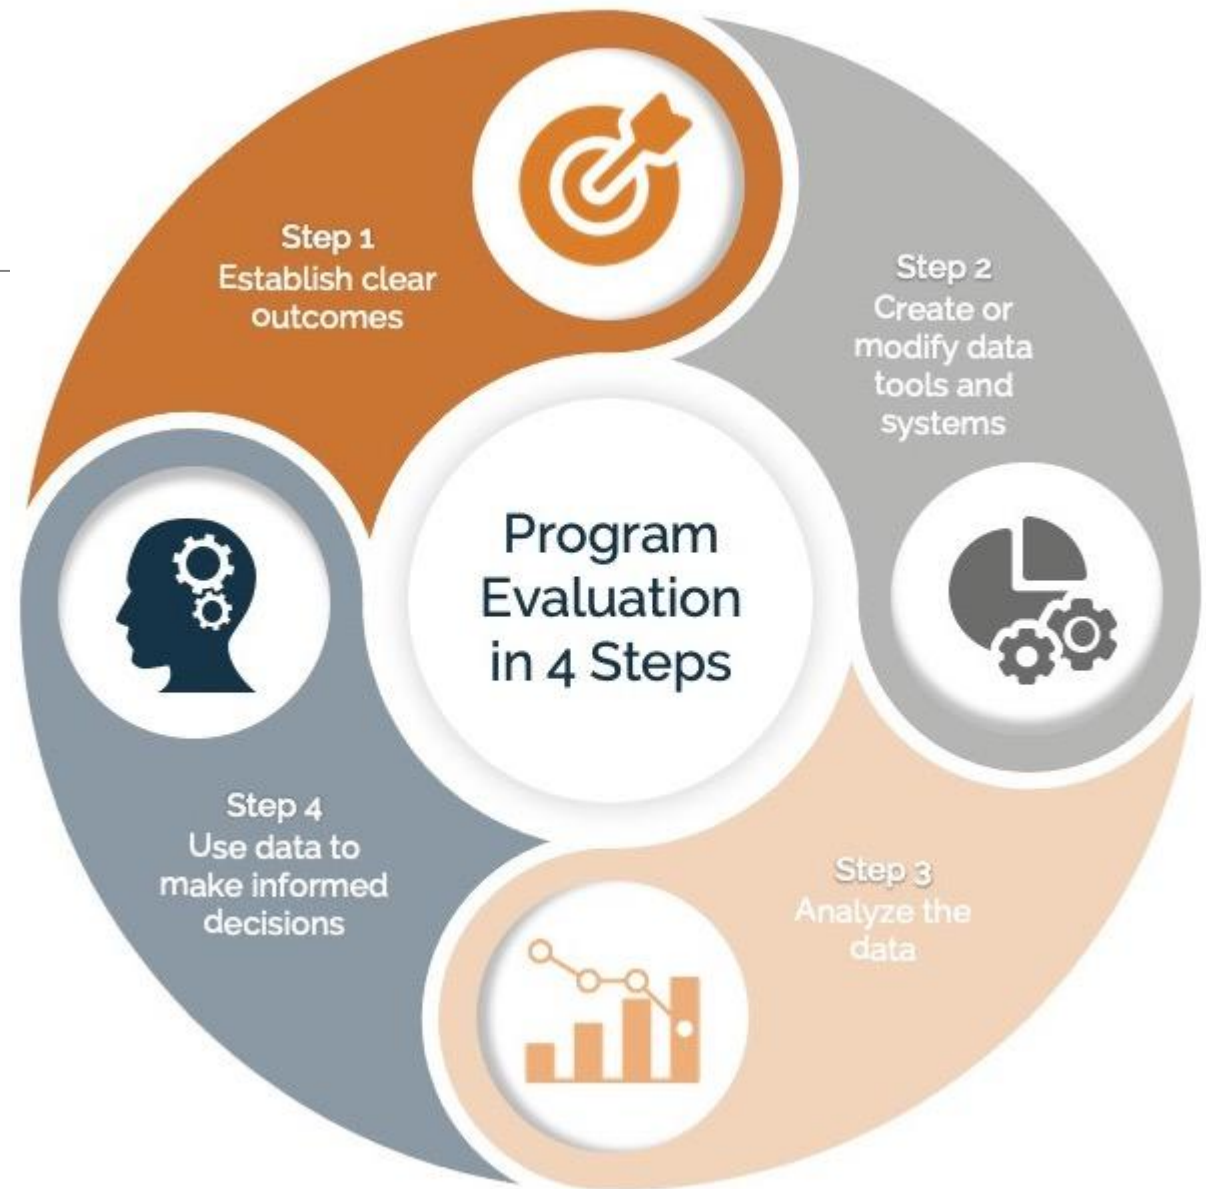 Step 1
Establish clear
outcomes
Step 2
Create or
modify data
tools and
systems
Program
Evaluation
in 4 Steps
Step 3
Analyze the
data
Step 4
Use data to
make informed
decisions